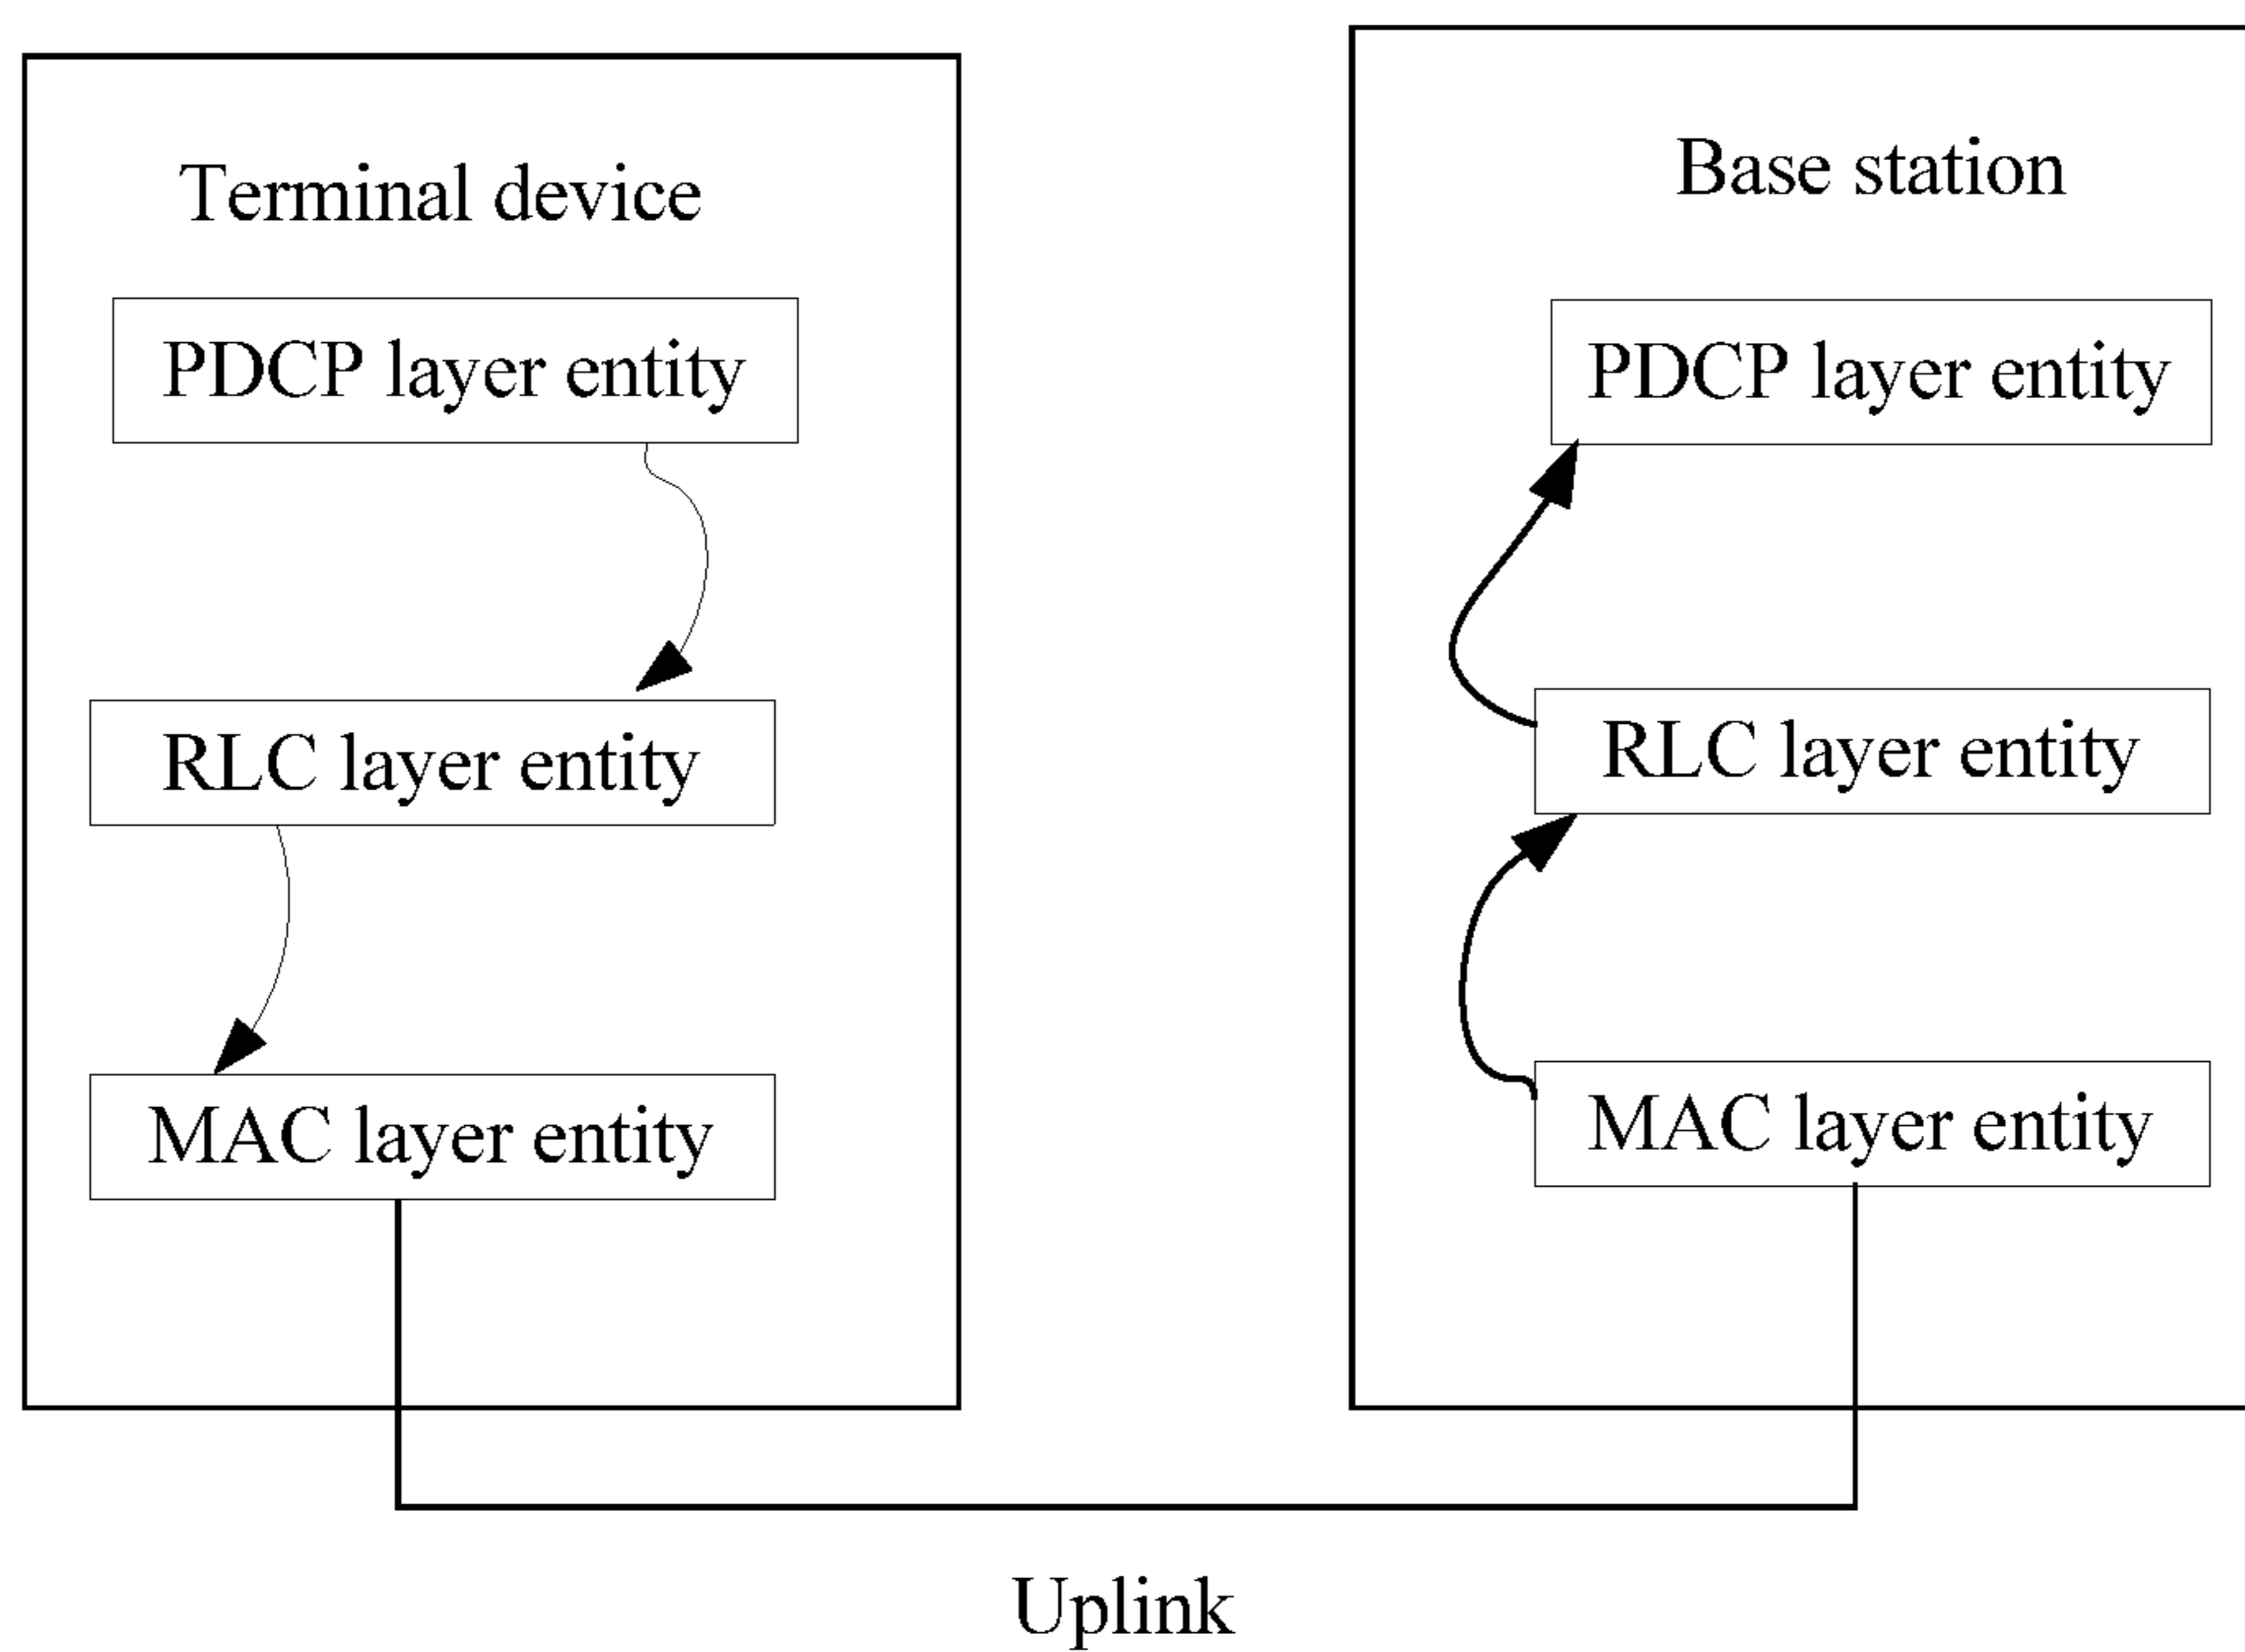 Terminal device
PDCP layer entity
RLC layer entity
MAC layer entity
Base station
PDCP layer entity
RLC layer entity
MAC layer entity
Uplink